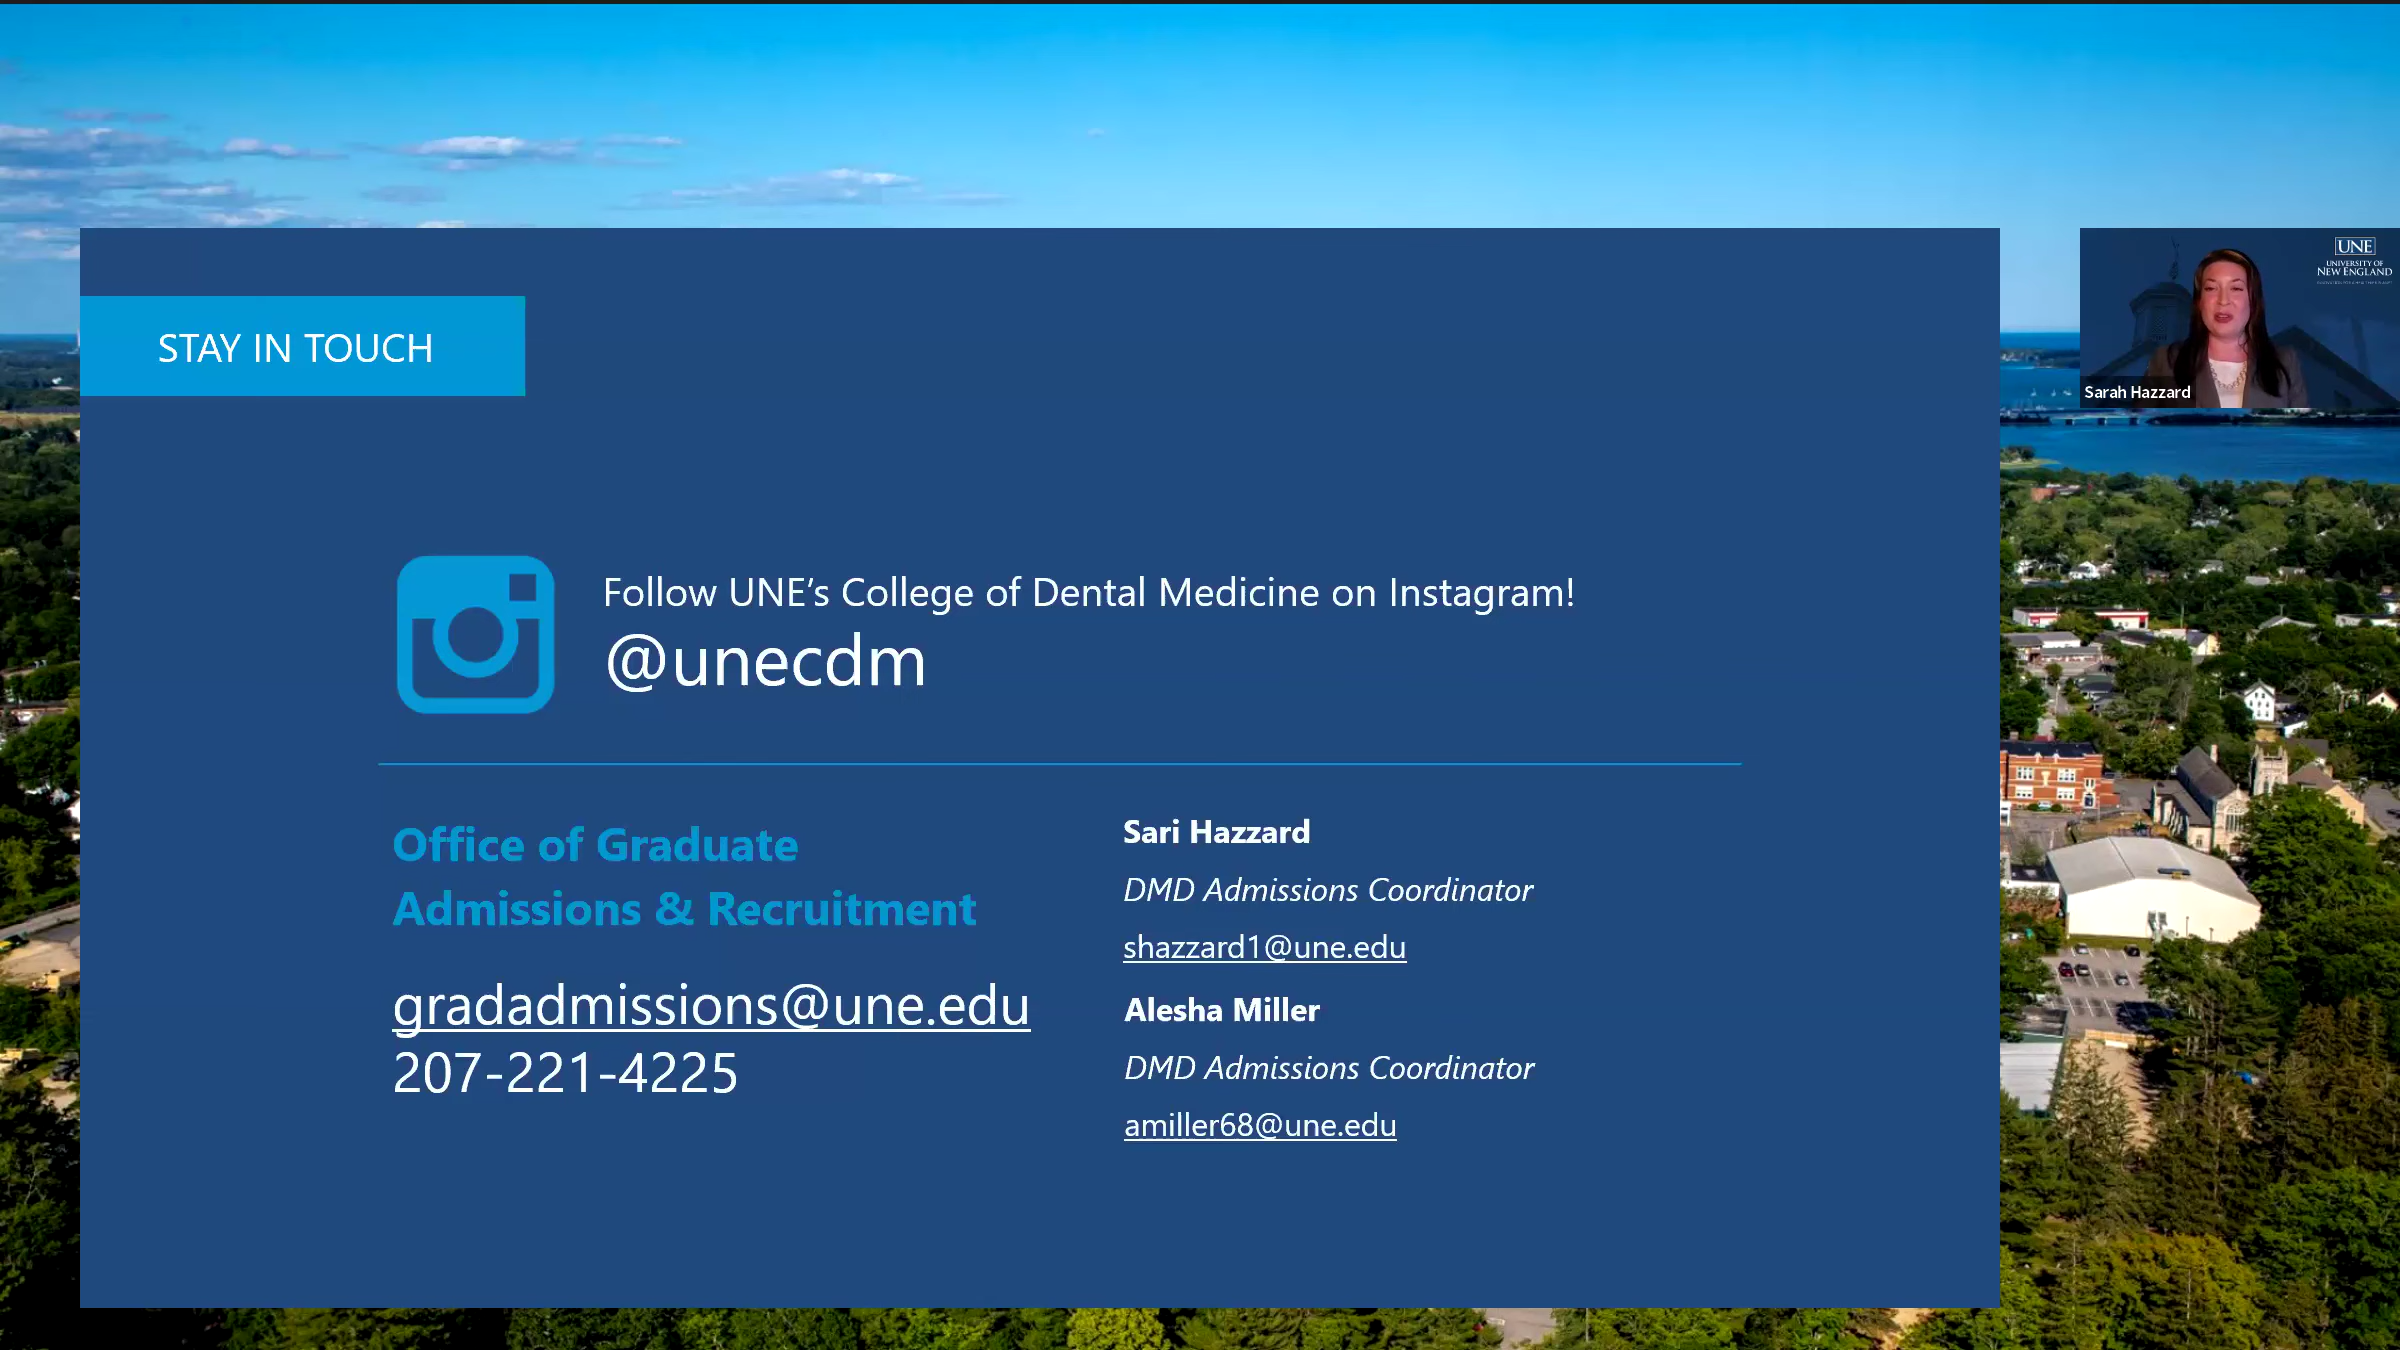 STAY IN TOUCH
UNE
UNIVERSITY OF
NEW ENGLAND
Sarah Hazzard
Follow UNE’s College of Dental Medicine on Instagram!
@unecdm
Office of Graduate
Admissions & Recruitment
gradadmissions@une.edu
207-221-4225
Sari Hazzard
DMD Admissions Coordinator
shazzard1@une.edu
Alesha Miller
DMD Admissions Coordinator
amiller68@une.edu